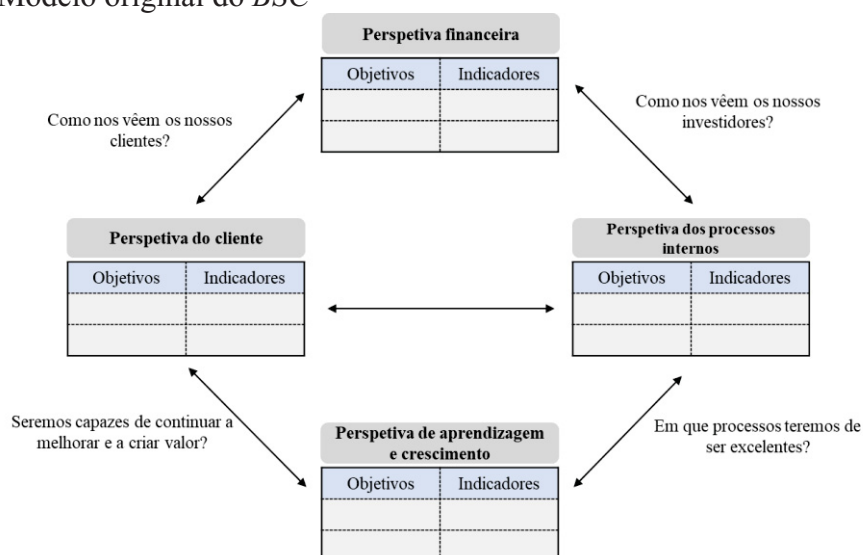 Modelo original do BSC
Perspetiva financeira
Objetivos Indicadores
Como nos vêem os nossos
clientes?
Como nos vêem os nossos
investidores?
Perspetiva do cliente
Objetivos Indicadores
Perspetiva dos processos
internos
Objetivos Indicadores
Seremos capazes de continuar a
melhorar e a criar valor?
Em que processos teremos de
ser excelentes?
Perspetiva de aprendizagem
e crescimento
Objetivos Indicadores